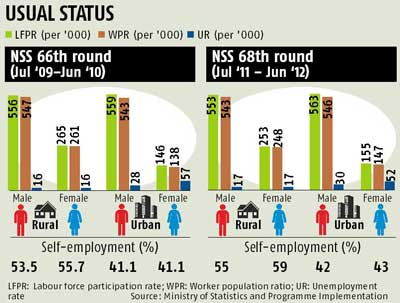 USUAL STATUS
LFPR (per '000) WPR (per '000) UR (per '000)
NSS 66th round
(Jul '09–Jun '10)
556 547 16 265 261 16 559 543 28 146 138 57
Male Female Male Female
Rural Urban
Self-employment (%)
53.5 55.7 41.1 41.1
NSS 68th round
(Jul '11 – Jun '12)
553 543 17 253 248 17 563 546 30 155 147 52
Male Female Male Female
Rural Urban
Self-employment (%)
55 59 42 43
LFPR: Labour force participation rate; WPR: Worker population ratio; UR: Unemployment
rate Source: Ministry of Statistics and Programme Implementation